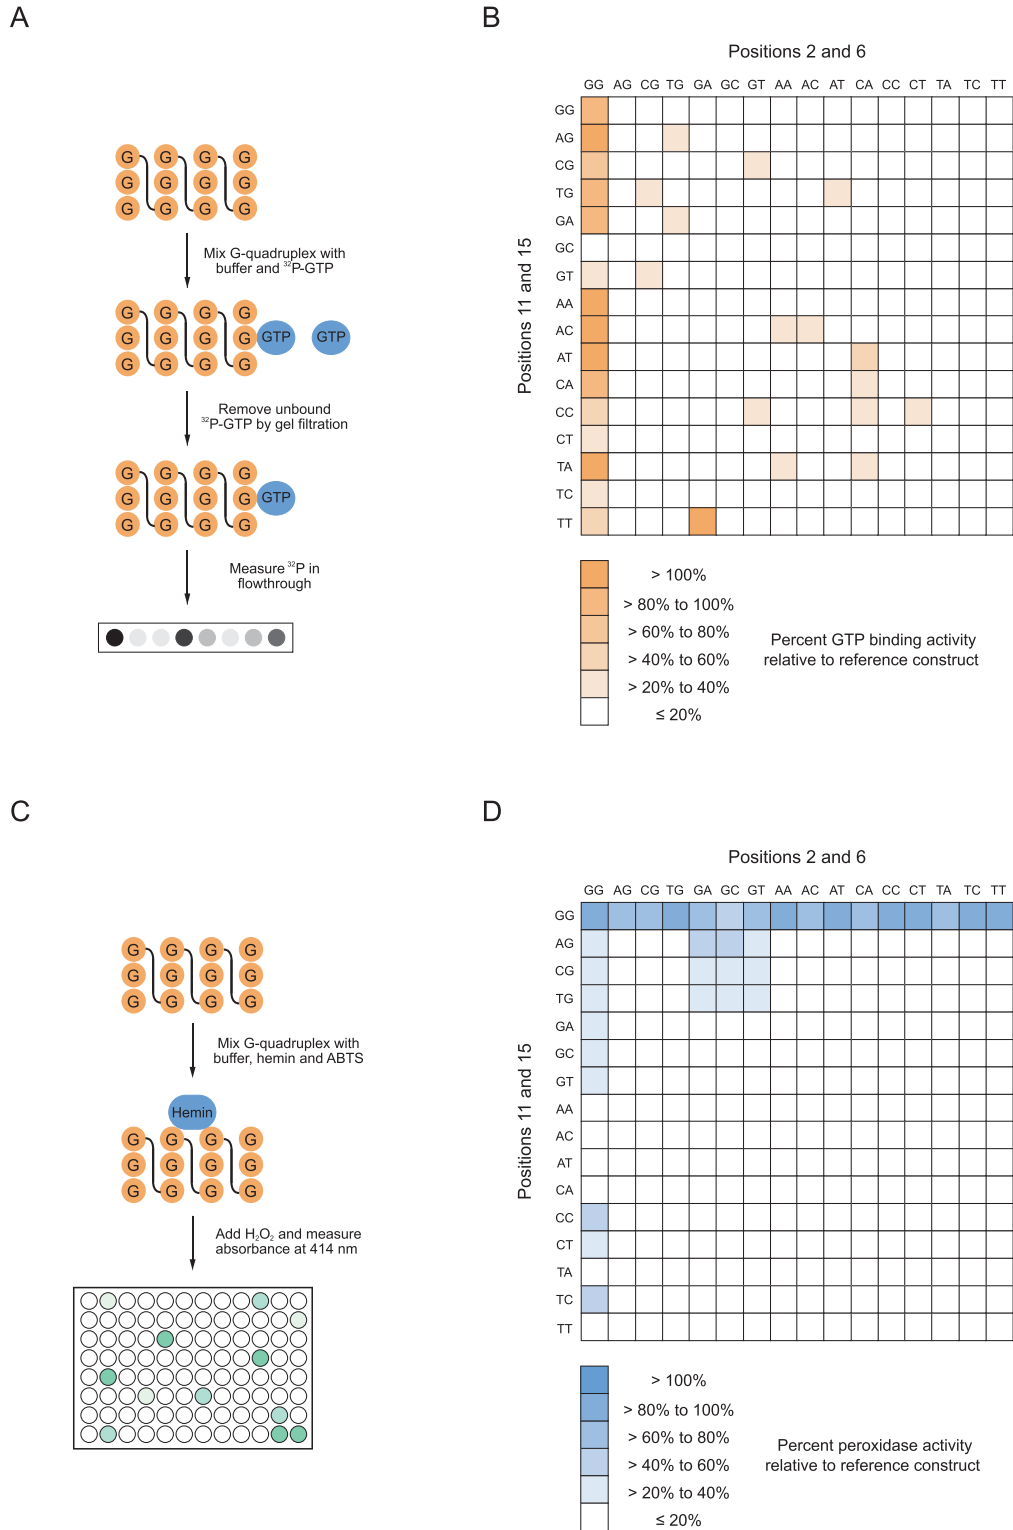 A
G G G G
G G G G
G G G G
Mix G-quadruplex with
buffer and ³²P-GTP
G G G G
G G G G GTP GTP
G G G G
Remove unbound
³²P-GTP by gel filtration
G G G G
G G G G GTP
G G G G
Measure ³²P in
flowthrough
B
Positions 2 and 6
GG AG CG TG GA GC GT AA AC AT CA CC CT TA TC TT
Positions 11 and 15
GG
AG
CG
TG
GA
GC
GT
AA
AC
AT
CA
CC
CT
TA
TC
TT
> 100%
> 80% to 100%
> 60% to 80%
> 40% to 60%
> 20% to 40%
≤ 20%
Percent GTP binding activity
relative to reference construct
C
G G G G
G G G G
G G G G
Mix G-quadruplex with
buffer, hemin and ABTS
Hemin
G G G G
G G G G
G G G G
Add H₂O₂ and measure
absorbance at 414 nm
D
Positions 2 and 6
GG AG CG TG GA GC GT AA AC AT CA CC CT TA TC TT
Positions 11 and 15
GG
AG
CG
TG
GA
GC
GT
AA
AC
AT
CA
CC
CT
TA
TC
TT
> 100%
> 80% to 100%
> 60% to 80%
> 40% to 60%
> 20% to 40%
≤ 20%
Percent peroxidase activity
relative to reference construct